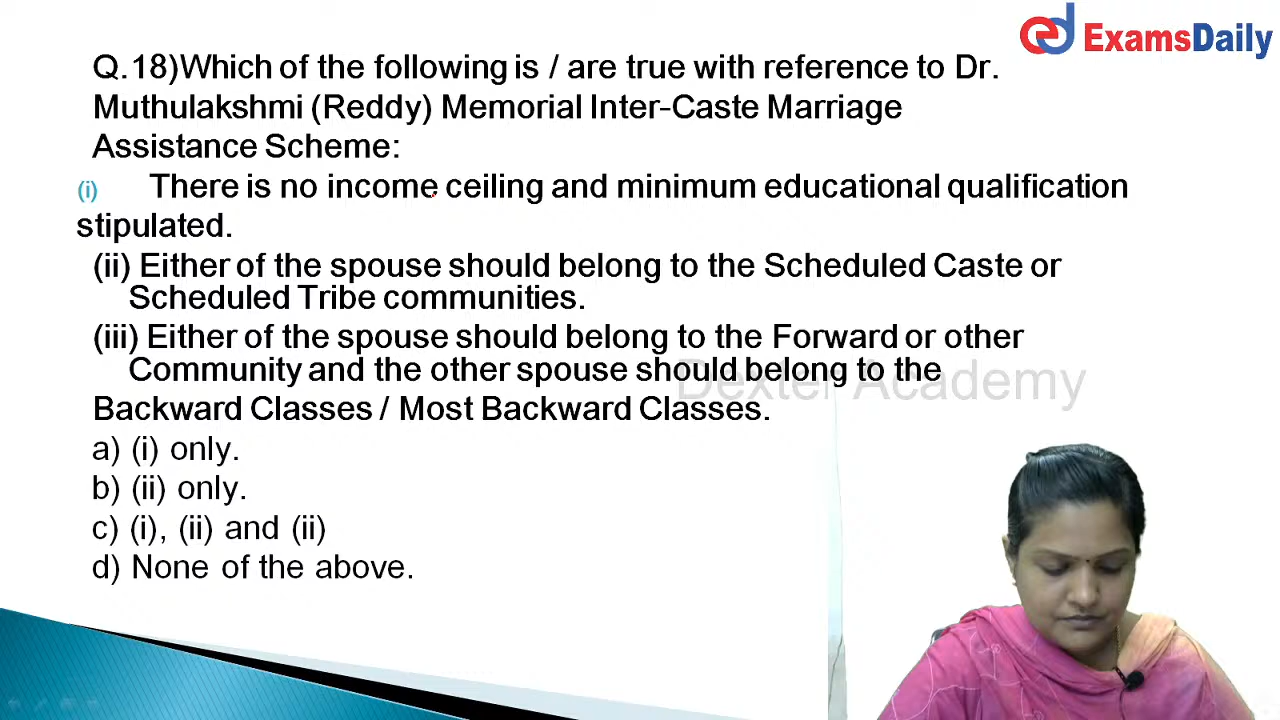 ExamsDaily
Q.18)Which of the following is / are true with reference to Dr.
Muthulakshmi (Reddy) Memorial Inter-Caste Marriage
Assistance Scheme:
(i) There is no income ceiling and minimum educational qualification
stipulated.
(ii) Either of the spouse should belong to the Scheduled Caste or
Scheduled Tribe communities.
(iii) Either of the spouse should belong to the Forward or other
Community and the other spouse should belong to the
Dexter Academy
Backward Classes / Most Backward Classes.
a) (i) only.
b) (ii) only.
c) (i), (ii) and (ii)
d) None of the above.